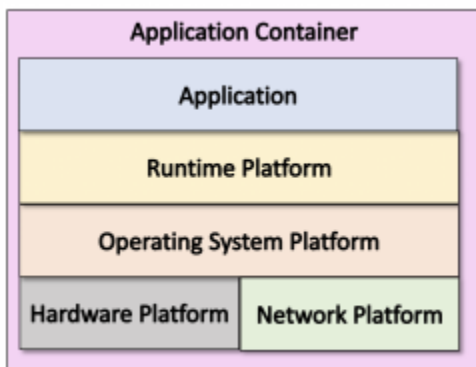 Application Container
Application
Runtime Platform
Operating System Platform
Hardware Platform
Network Platform